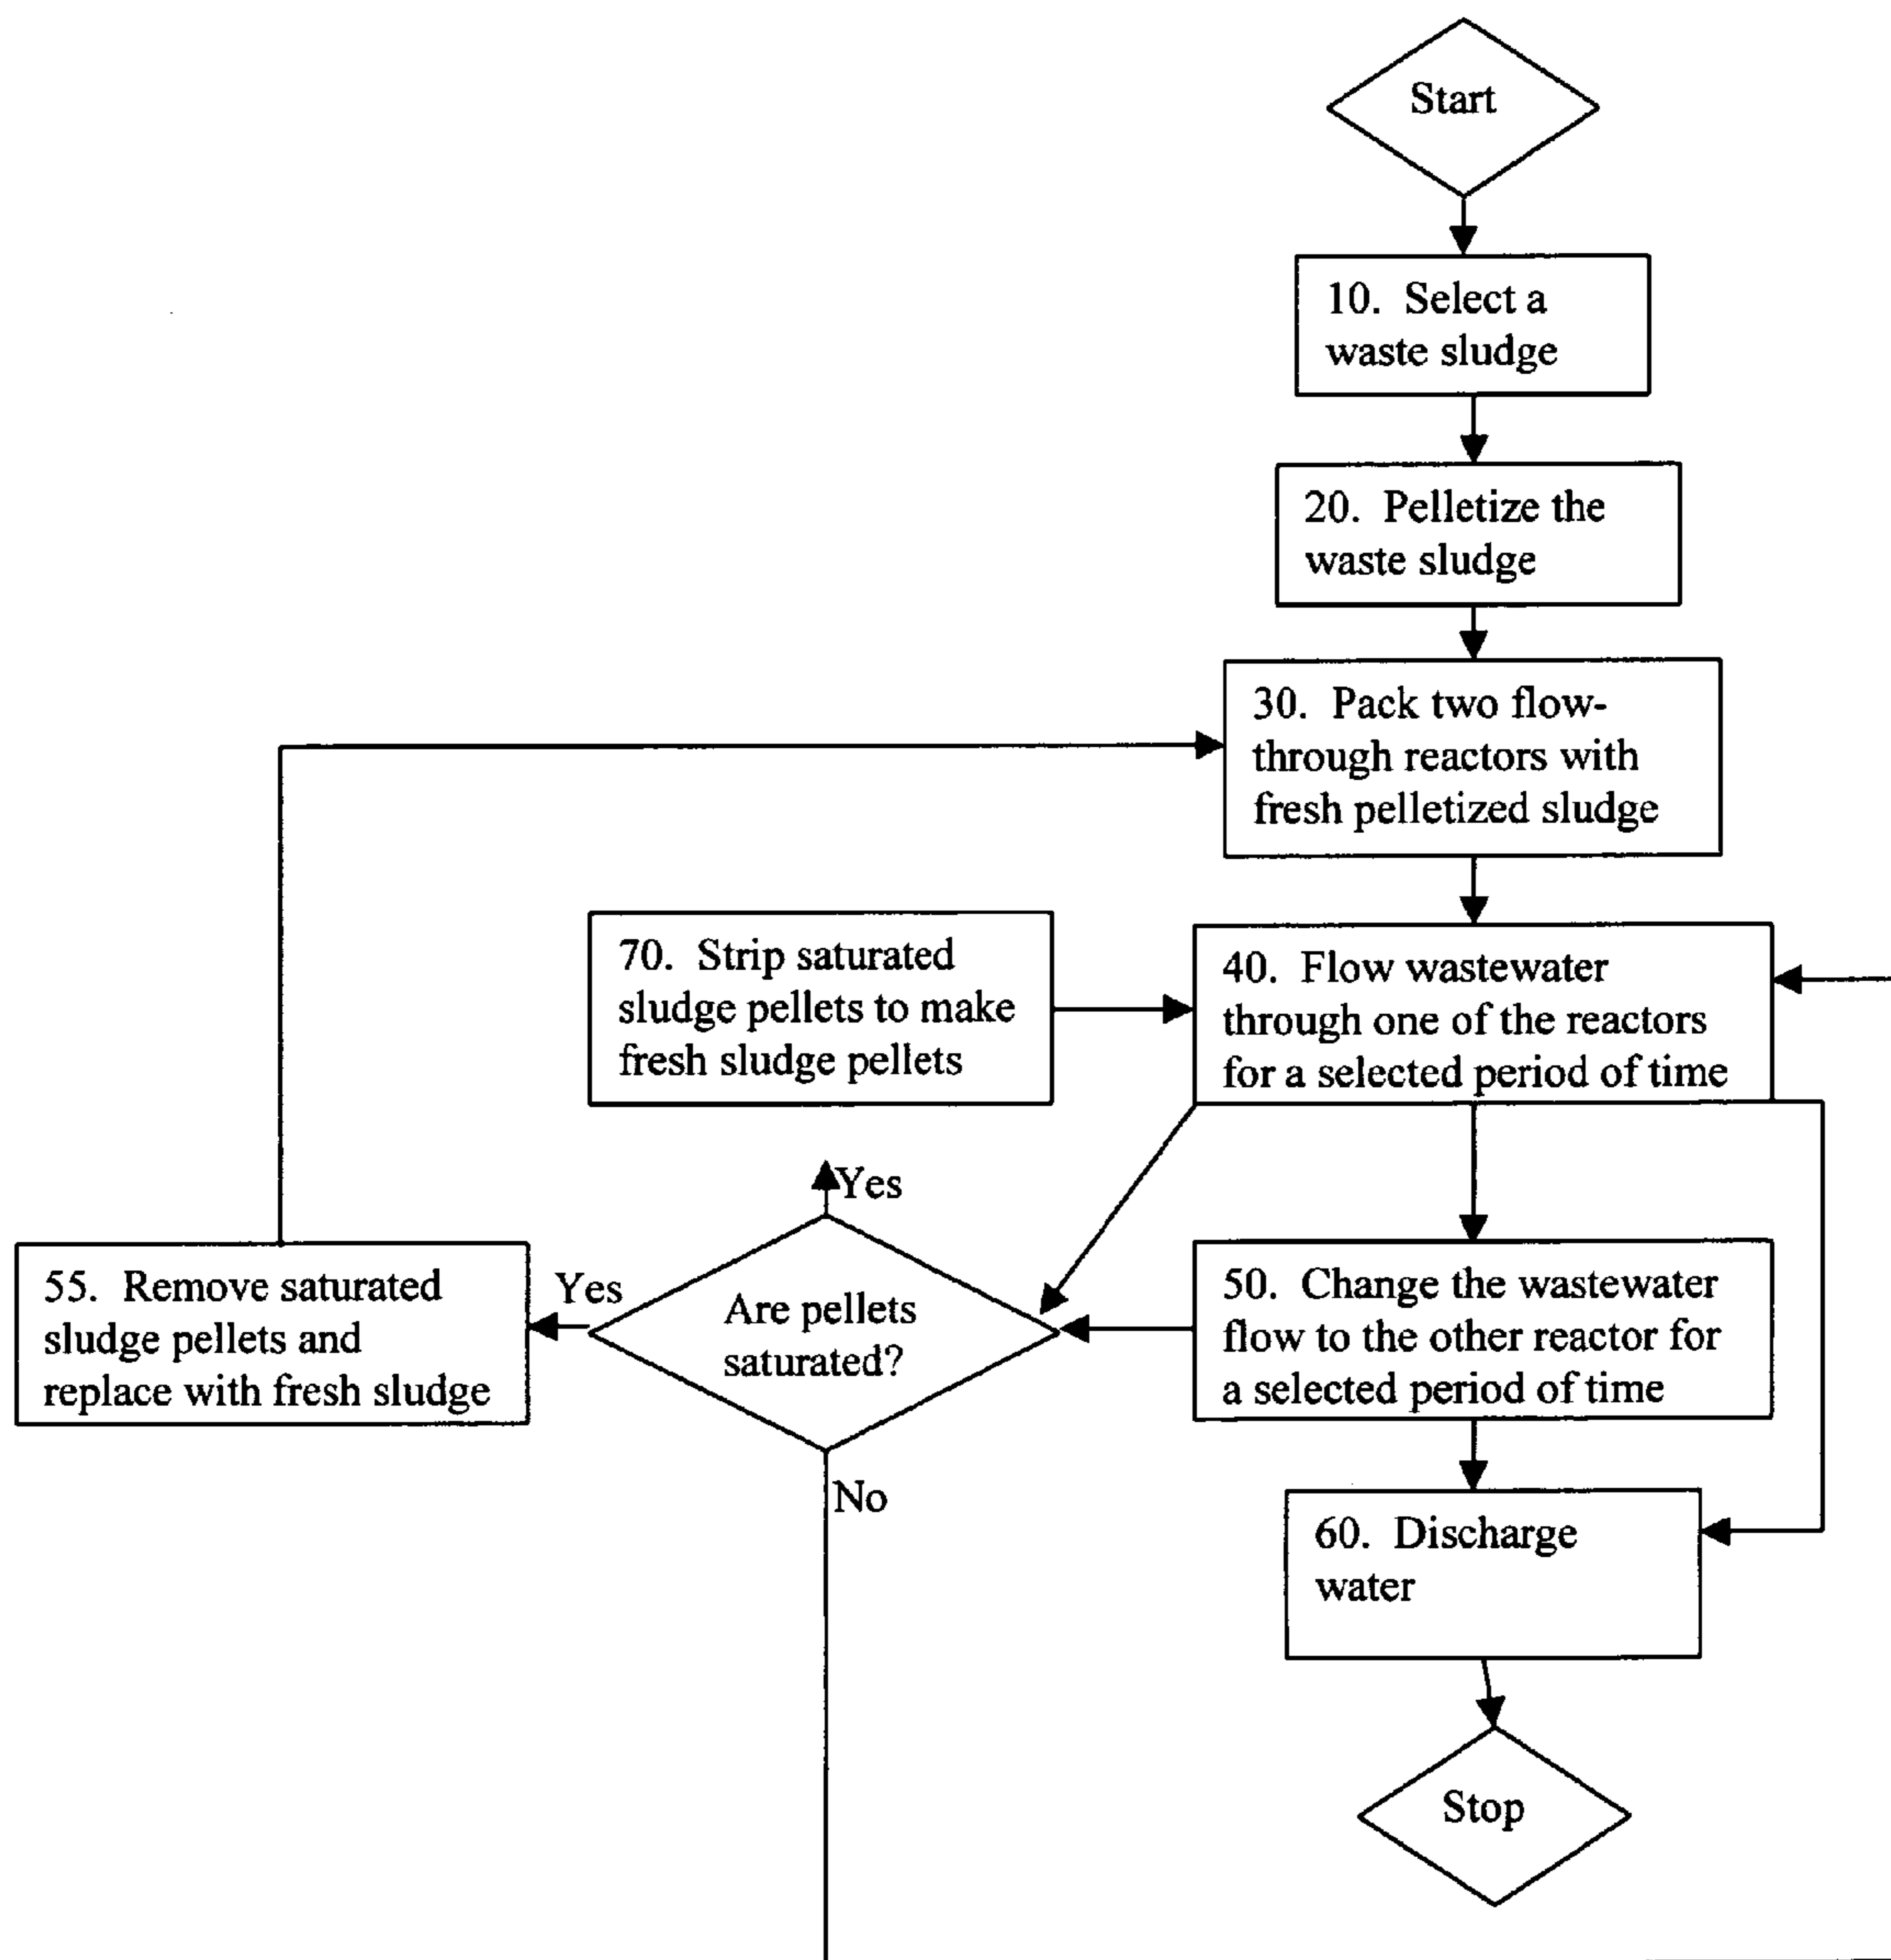 Start
10. Select a
waste sludge
20. Pelletize the
waste sludge
30. Pack two flow-
through reactors with
fresh pelletized sludge
70. Strip saturated
sludge pellets to make
fresh sludge pellets
40. Flow wastewater
through one of the reactors
for a selected period of time
Yes
55. Remove saturated
sludge pellets and
replace with fresh sludge
Yes
Are pellets
saturated?
50. Change the wastewater
flow to the other reactor for
a selected period of time
No
60. Discharge
water
Stop